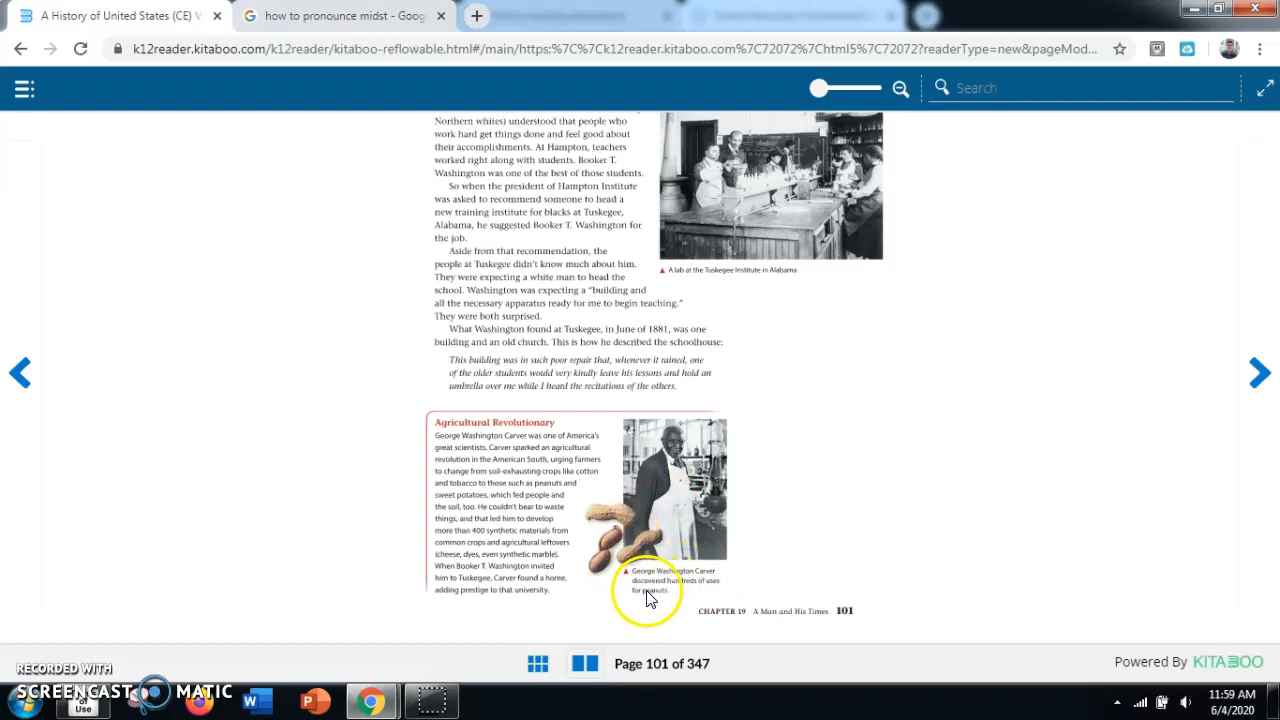 A History of United States (CE) V
how to pronounce midst - Goog
k12reader.kitaboo.com/k12reader/kitaboo-reflowable.html#/main/https;%7C%7Ck12reader.kitaboo.com%7C72072%7Chtml5%7C72072?readerType=new&pageMod...
Search
Northern whites) understood that people who
work hard get things done and feel good about
their accomplishments. At Hampton, teachers
worked right along with students. Booker T.
Washington was one of the best of those students.
So when the president of Hampton Institute
was asked to recommend someone to head a
new training institute for blacks at Tuskegee,
Alabama, he suggested Booker T. Washington for
the job.
Aside from that recommendation, the
people at Tuskegee didn't know much about him.
They were expecting a white man to head the
school. Washington was expecting a "building and
all the necessary apparatus ready for me to begin teaching."
They were both surprised.
What Washington found at Tuskegee, in June of 1881, was one
building and an old church. This is how he described the schoolhouse:
This building was in such poor repair that, whenever it rained, one
of the older students would very kindly leave his lessons and hold an
umbrella over me while I heard the recitations of the others.
A lab at the Tuskegee Institute in Alabama
Agricultural Revolutionary
George Washington Carver was one of America's
great scientists. Carver sparked an agricultural
revolution in the American South, urging farmers
to change from soil-exhausting crops like cotton
and tobacco to those such as peanuts and
sweet potatoes, which fed people and
the soil, too. He couldn't bear to waste
things, and that led him to develop
more than 400 synthetic materials from
common crops and agricultural leftovers
(cheese, dyes, even synthetic marble).
When Booker T. Washington invited
him to Tuskegee, Carver found a home,
adding prestige to that university.
George Washington Carver
discovered hundreds of uses
for peanuts.
CHAPTER 19 A Man and His Times 101
Page 101 of 347
Powered By KITABOO
RECORDED WITH
SCREENCAST MATIC
of
Use
11:59 AM
6/4/2020